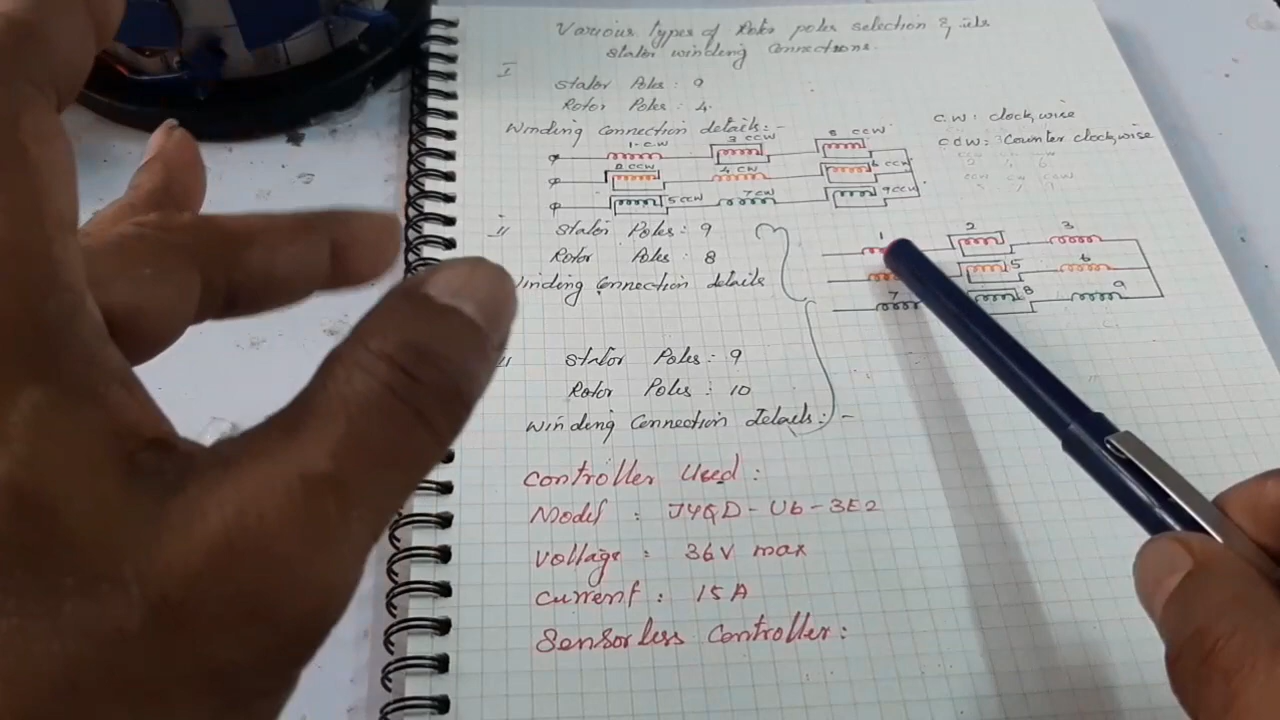 Various types of Rotor poles selection & its
stator winding connections.
I
Stator Poles : 9
Rotor Poles : 4.
Winding Connection details:-
C.W: clockwise
CCW: Counter clockwise
1-CW 3 CCW 8 CCW
2 CCW 4 CW 6 CCW
5 CCW 7 CW 9 CCW
II
Stator Poles : 9
Rotor Poles : 8
Winding Connection details
1 2 3
5 6
7 8 9
Stator Poles : 9
Rotor Poles : 10
Winding Connection Details:-
Controller Used :
Model : JYQD-U6-3E2
Voltage : 36V max
Current : 15A
Sensorless Controller: